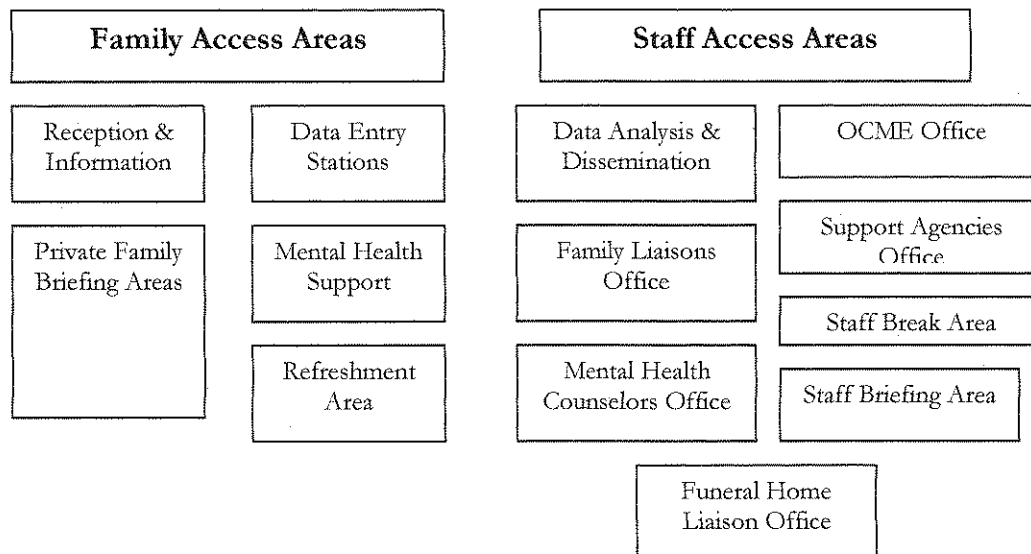 Family Access Areas
Staff Access Areas
Reception &
Information
Data Entry
Stations
Data Analysis &
Dissemination
OCME Office
Private Family
Briefing Areas
Mental Health
Support
Family Liaisons
Office
Support Agencies
Office
Staff Break Area
Refreshment
Area
Mental Health
Counselors Office
Staff Briefing Area
Funeral Home
Liaison Office